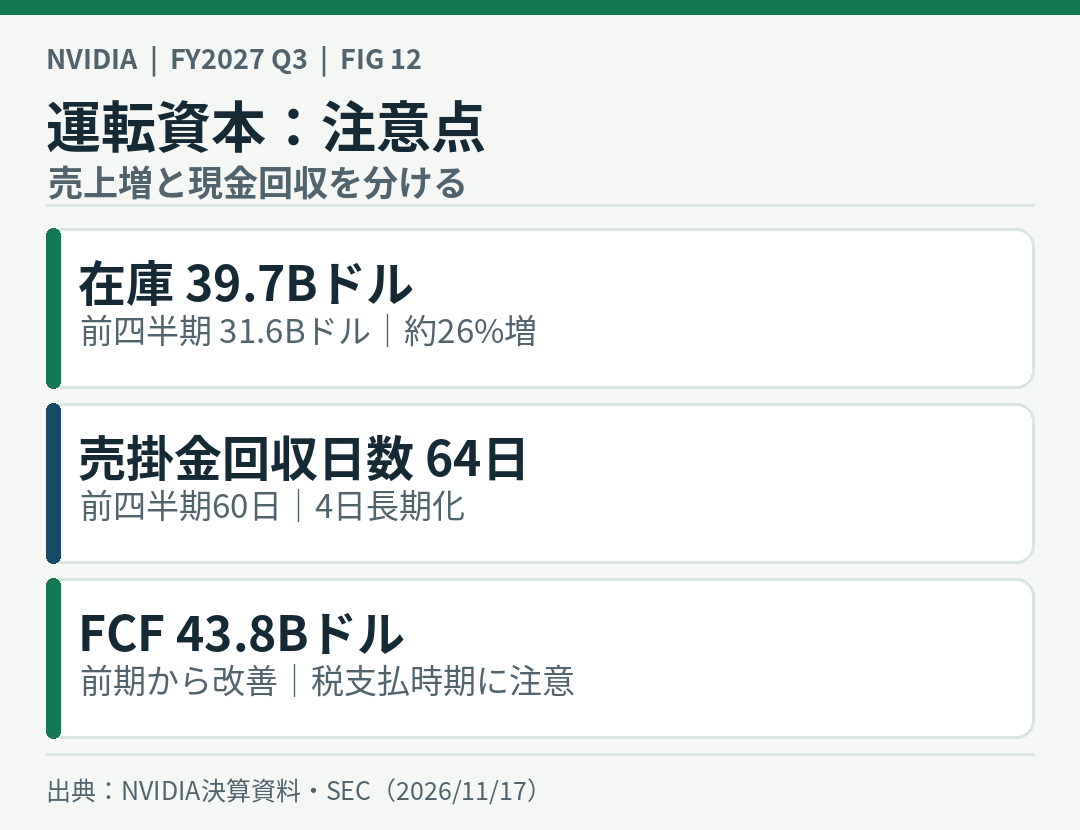 NVIDIA | FY2027 Q3 | FIG 12
運転資本：注意点
売上増と現金回収を分ける
在庫 39.7Bドル
前四半期 31.6Bドル｜約26%増
売掛金回収日数 64日
前四半期60日｜4日長期化
FCF 43.8Bドル
前期から改善｜税支払時期に注意
出典：NVIDIA決算資料・SEC（2026/11/17）